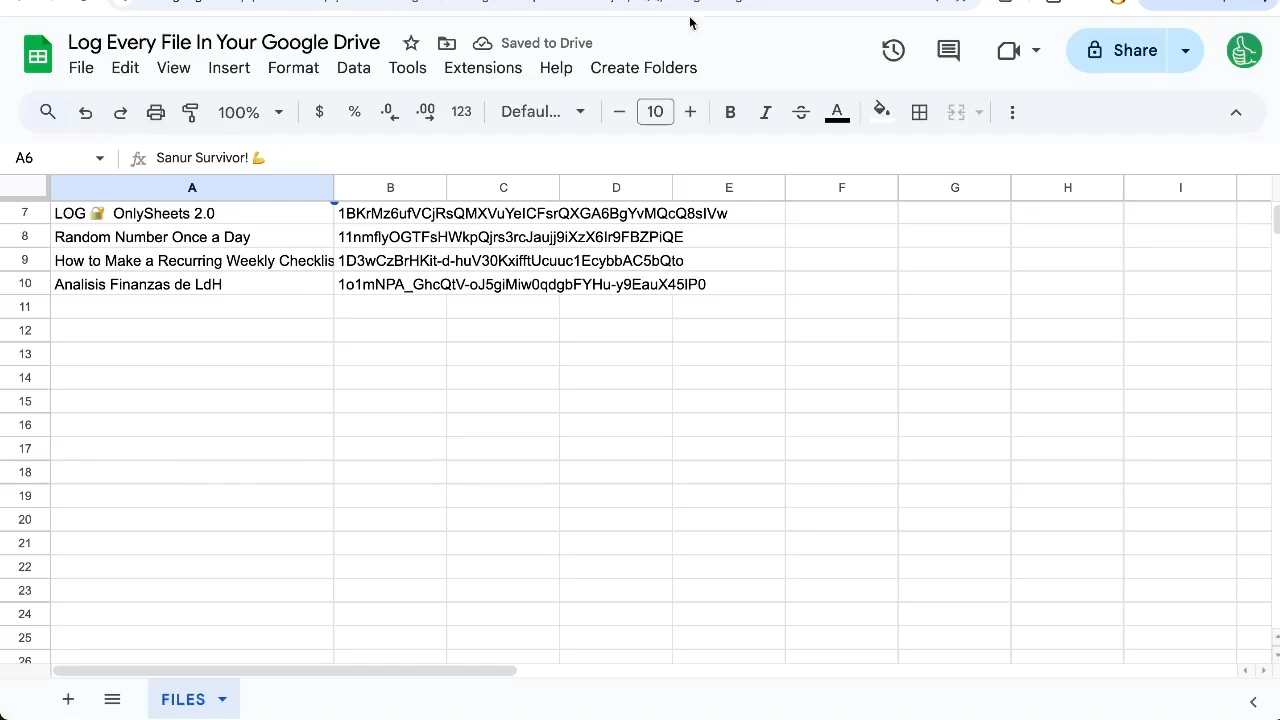 Log Every File In Your Google Drive
Saved to Drive
Share
File Edit View Insert Format Data Tools Extensions Help Create Folders
100% $ % .0 .00 123 Defaul... − 10 + B I A
A6 fx Sanur Survivor! 💪
A B C D E F G H I
7 LOG 🔐 OnlySheets 2.0 1BKrMz6ufVCjRsQMXVuYeICFsrQXGA6BgYvMQcQ8sIVw
8 Random Number Once a Day 11nmflyOGTFsHWkpQjrs3rcJaujj9iXzX6Ir9FBZPiQE
9 How to Make a Recurring Weekly Checklis 1D3wCzBrHKit-d-huV30KxifftUcuuc1EcybbAC5bQto
10 Analisis Finanzas de LdH 1o1mNPA_GhcQtV-oJ5giMiw0qdgbFYHu-y9EauX45IP0
11
12
13
14
15
16
17
18
19
20
21
22
23
24
25
26
FILES